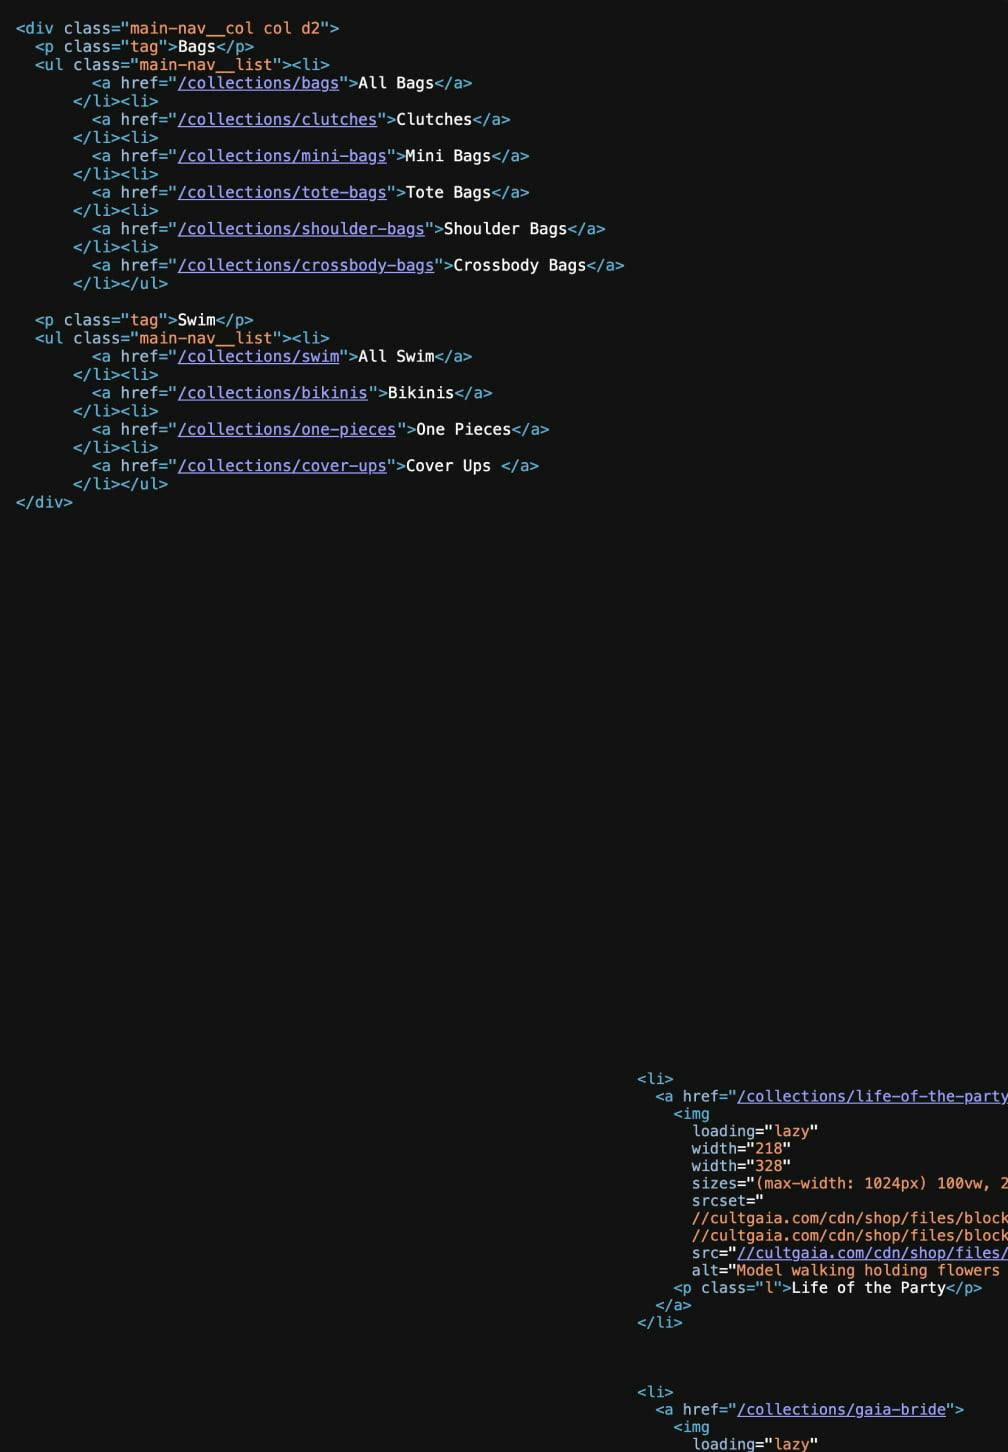 <div class="main-nav__col col d2">
<p class="tag">Bags</p>
<ul class="main-nav__list"><li>
<a href="/collections/bags">All Bags</a>
</li><li>
<a href="/collections/clutches">Clutches</a>
</li><li>
<a href="/collections/mini-bags">Mini Bags</a>
</li><li>
<a href="/collections/tote-bags">Tote Bags</a>
</li><li>
<a href="/collections/shoulder-bags">Shoulder Bags</a>
</li><li>
<a href="/collections/crossbody-bags">Crossbody Bags</a>
</li></ul>
<p class="tag">Swim</p>
<ul class="main-nav__list"><li>
<a href="/collections/swim">All Swim</a>
</li><li>
<a href="/collections/bikinis">Bikinis</a>
</li><li>
<a href="/collections/one-pieces">One Pieces</a>
</li><li>
<a href="/collections/cover-ups">Cover Ups </a>
</li></ul>
</div>
<li>
<a href="/collections/life-of-the-party
<img
loading="lazy"
width="218"
width="328"
sizes="(max-width: 1024px) 100vw, 2
srcset="
//cultgaia.com/cdn/shop/files/block
//cultgaia.com/cdn/shop/files/block
src="//cultgaia.com/cdn/shop/files/
alt="Model walking holding flowers
<p class="l">Life of the Party</p>
</a>
</li>
<li>
<a href="/collections/gaia-bride">
<img
loading="lazy"